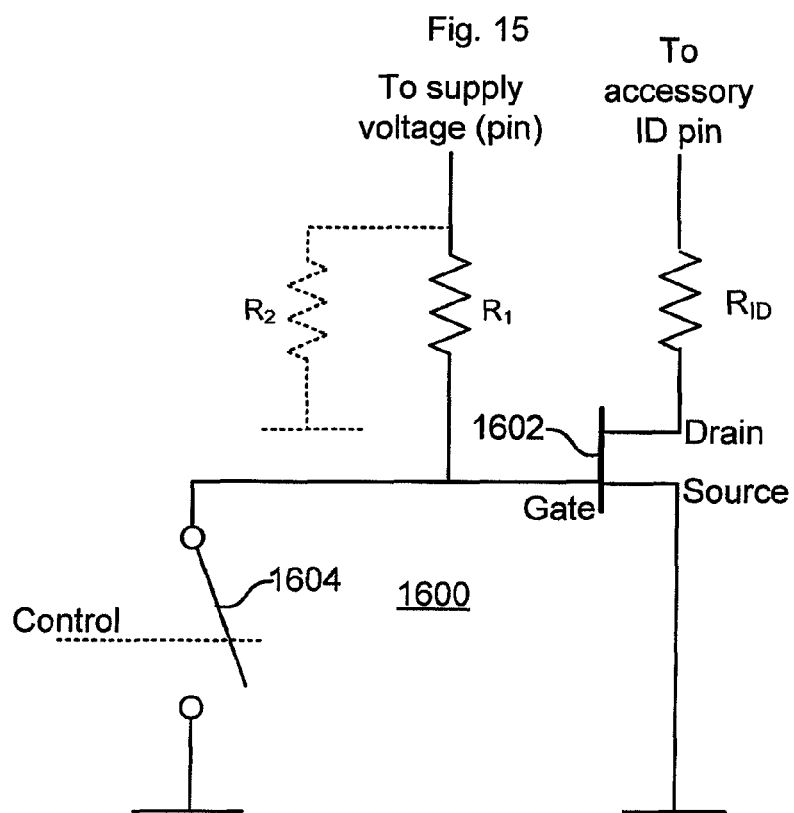 Fig. 15
To supply
voltage (pin)
To
accessory
ID pin
R2
R1
RID
1602
Drain
Gate
Source
1604
1600
Control